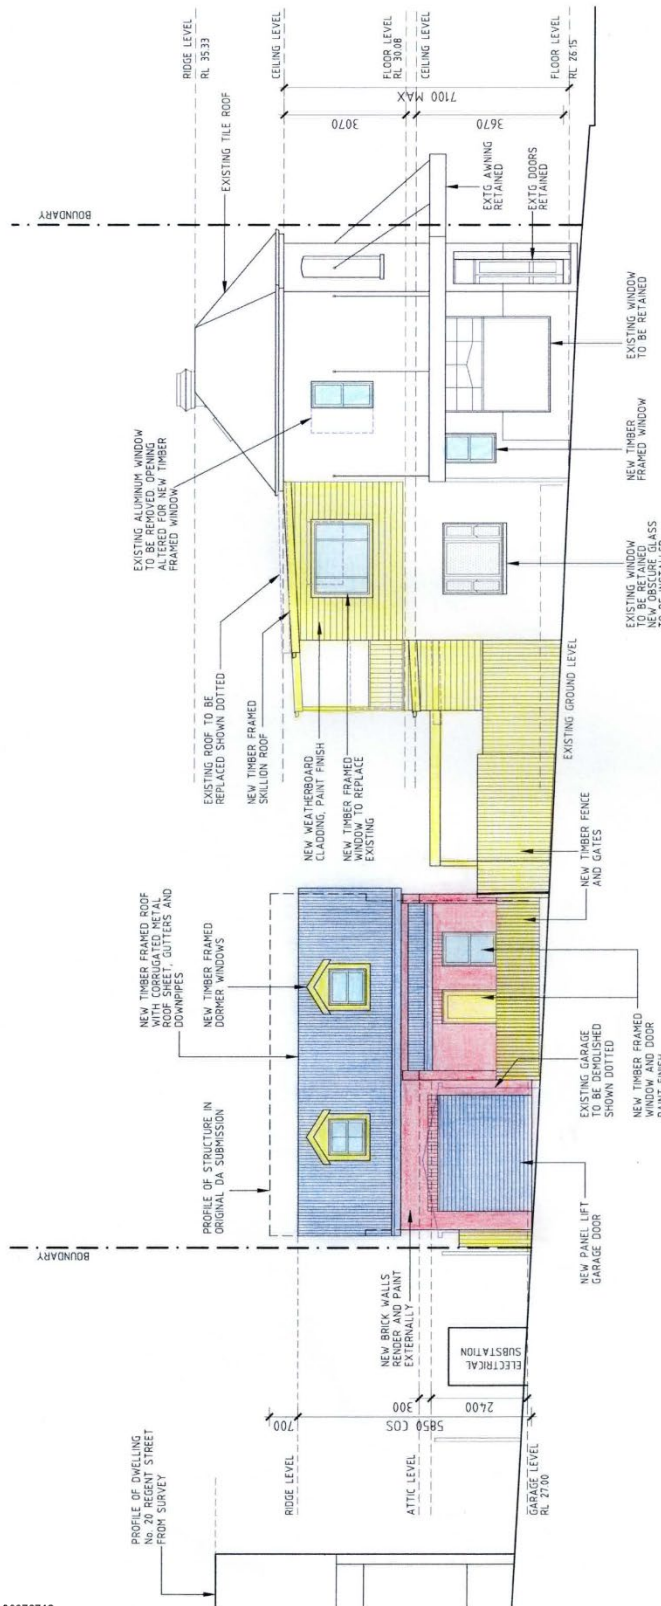 PROFILE OF DWELLING
No. 20 REGENT STREET
FROM SURVEY
RIDGE LEVEL
ATTIC LEVEL
GARAGE LEVEL
RL 27.00
700
5850 COS
300
2400
ELECTRICAL
SUBSTATION
BOUNDARY
NEW BRICK WALLS
RENDER AND PAINT
EXTERNALLY
PROFILE OF STRUCTURE IN
ORIGINAL DA SUBMISSION
NEW TIMBER FRAMED ROOF
WITH CORRUGATED METAL
ROOF SHEET, GUTTERS AND
DOWNPIPES
NEW TIMBER FRAMED
DORMER WINDOWS
NEW PANEL LIFT
GARAGE DOOR
EXISTING GARAGE
TO BE DEMOLISHED
SHOWN DOTTED
NEW TIMBER FRAMED
WINDOW AND DOOR
PAINT FINISH
NEW TIMBER FENCE
AND GATES
EXISTING ROOF TO BE
REPLACED SHOWN DOTTED
NEW TIMBER FRAMED
SKILLION ROOF
NEW WEATHERBOARD
CLADDING, PAINT FINISH
NEW TIMBER FRAMED
WINDOW TO REPLACE
EXISTING
EXISTING GROUND LEVEL
EXISTING ALUMINUM WINDOW
TO BE REMOVED. OPENING
ALTERED FOR NEW TIMBER
FRAMED WINDOW
EXISTING WINDOW
TO BE RETAINED
NEW OBSCURE GLASS
TO BE INSTALLED
NEW TIMBER
FRAMED WINDOW
EXISTING WINDOW
TO BE RETAINED
EXISTING TILE ROOF
BOUNDARY
EXTG AWNING
RETAINED
EXTG DOORS
RETAINED
RIDGE LEVEL
RL 35.33
CEILING LEVEL
FLOOR LEVEL
RL 30.08
CEILING LEVEL
FLOOR LEVEL
RL 26.15
3070
7100 MAX
3670